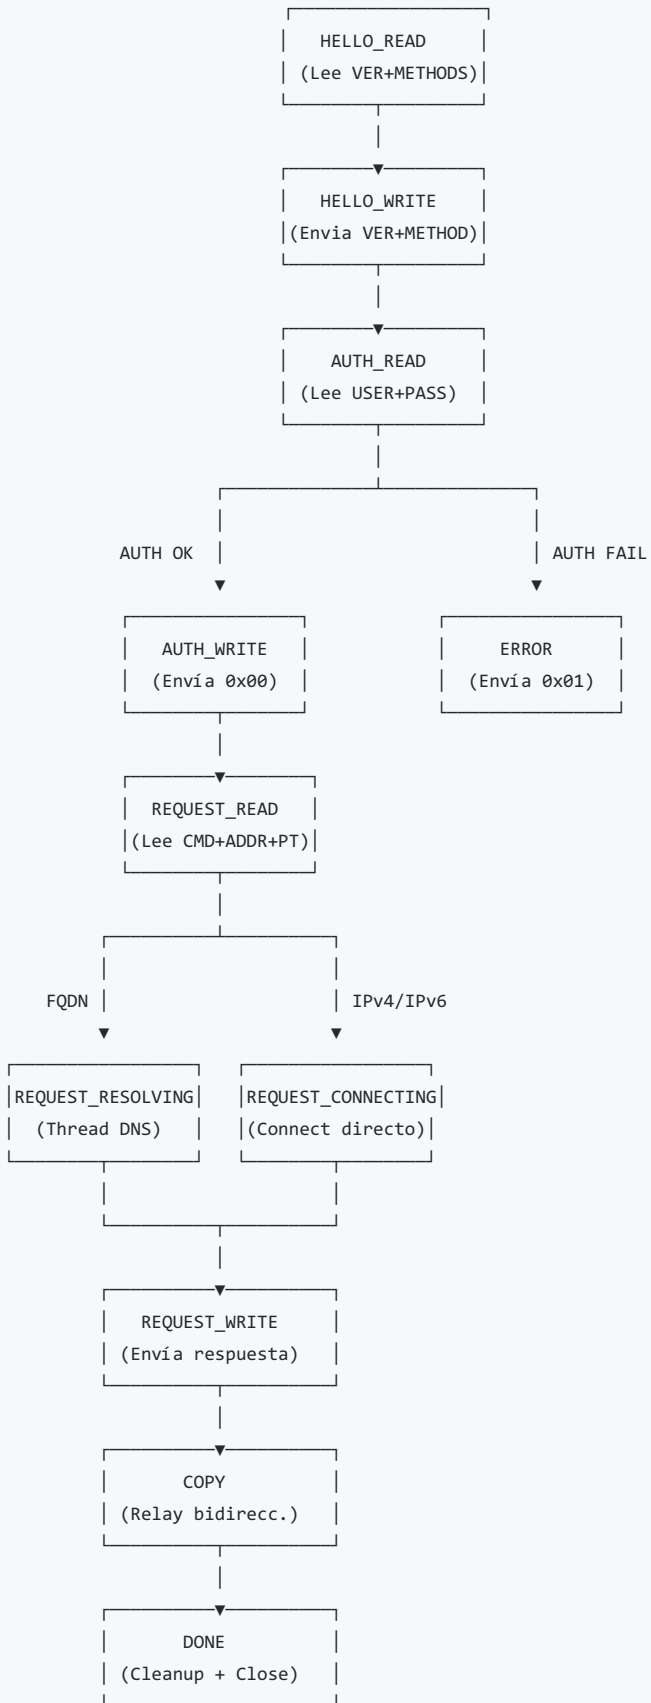 HELLO_READ
(Lee VER+METHODS)
HELLO_WRITE
(Envia VER+METHOD)
AUTH_READ
(Lee USER+PASS)
AUTH OK AUTH FAIL
AUTH_WRITE ERROR
(Envía 0x00) (Envía 0x01)
REQUEST_READ
(Lee CMD+ADDR+PT)
FQDN IPv4/IPv6
REQUEST_RESOLVING REQUEST_CONNECTING
(Thread DNS) (Connect directo)
REQUEST_WRITE
(Envía respuesta)
COPY
(Relay bidirecc.)
DONE
(Cleanup + Close)